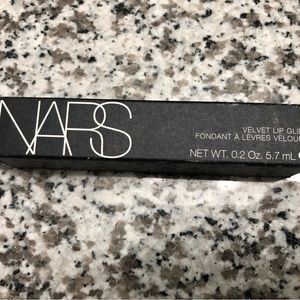 NARS
VELVET LIP GLI
FONDANT À LÈVRES VELOU
NET WT. 0.2 Oz. 5.7 mL